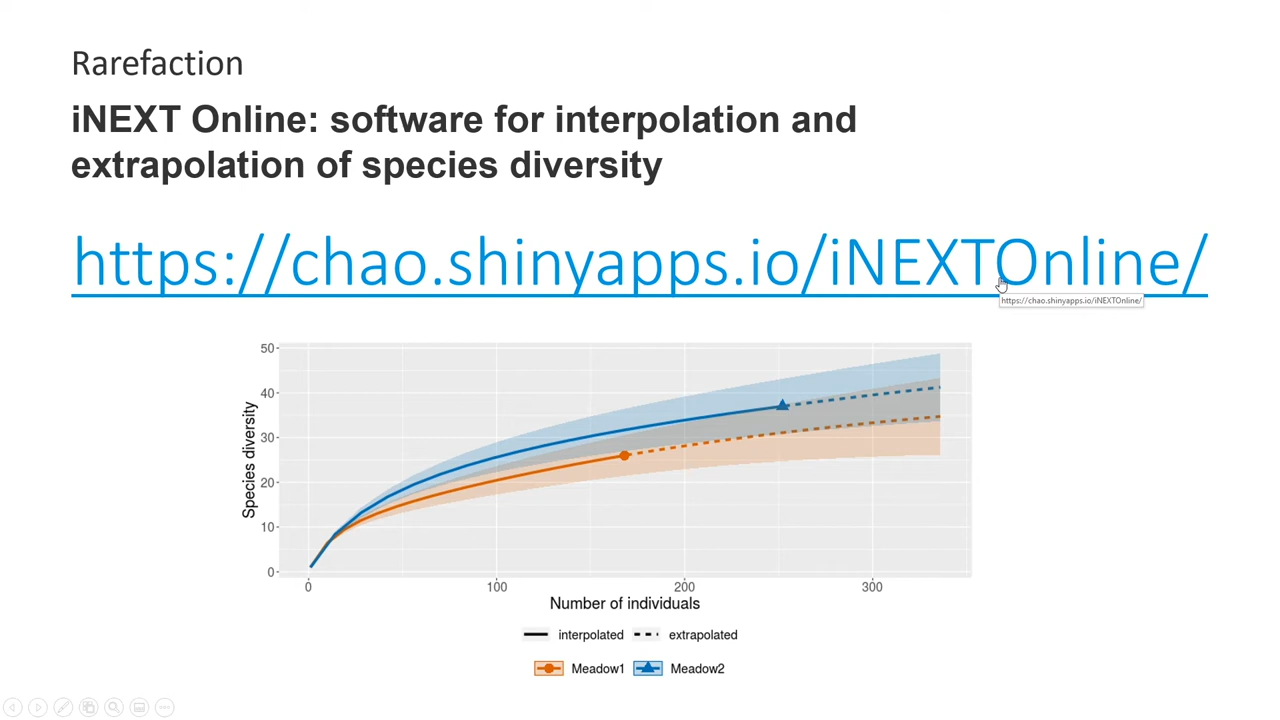 Rarefaction
iNEXT Online: software for interpolation and
extrapolation of species diversity
https://chao.shinyapps.io/iNEXTOnline/
https://chao.shinyapps.io/iNEXTOnline/
Species diversity
50
40
30
20
10
0
0 100 200 300
Number of individuals
interpolated extrapolated
Meadow1 Meadow2